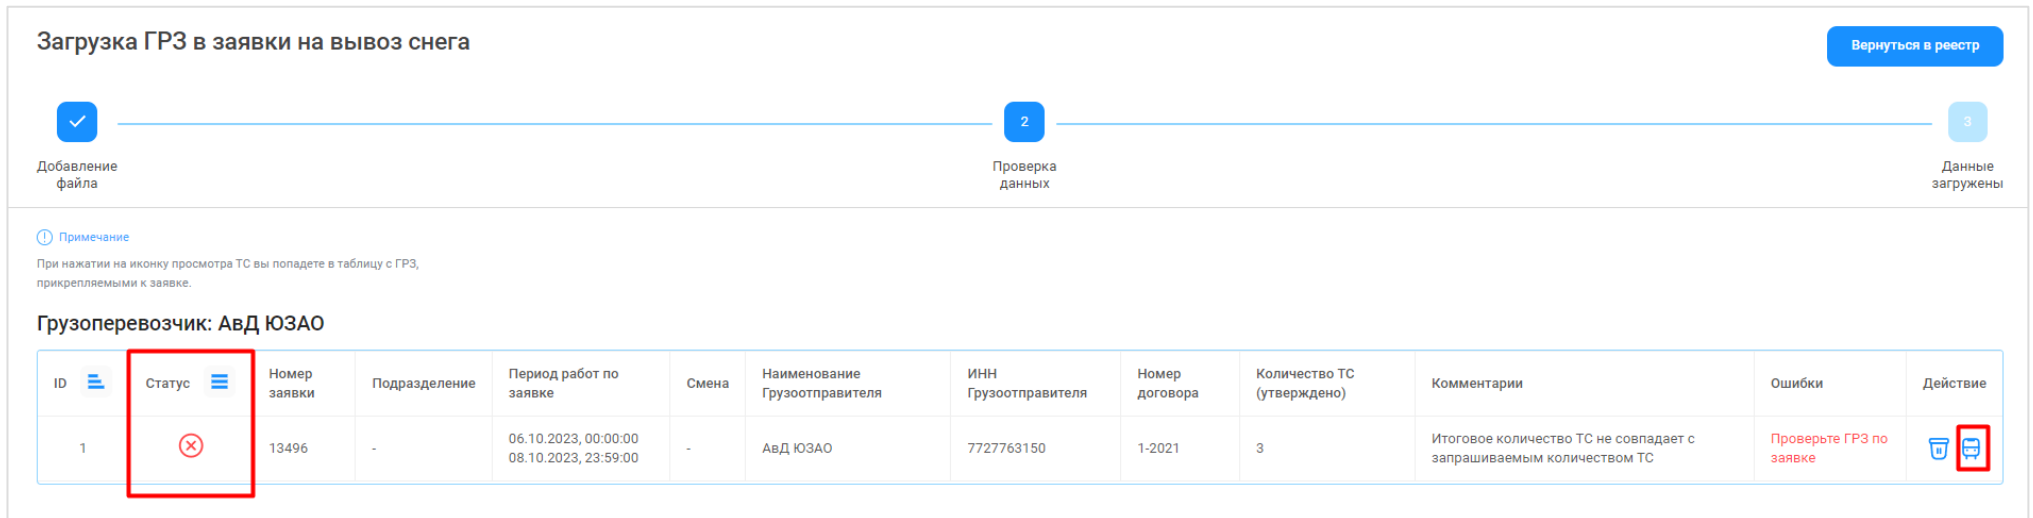 Загрузка ГРЗ в заявки на вывоз снега
Вернуться в реестр
2
3
Добавление
файла
Проверка
данных
Данные
загружены
Примечание
При нажатии на иконку просмотра ТС вы попадете в таблицу с ГРЗ,
прикрепляемыми к заявке.
Грузоперевозчик: АвД ЮЗАО
ID
Статус
Номер
заявки
Подразделение
Период работ по
заявке
Смена
Наименование
Грузоотправителя
ИНН
Грузоотправителя
Номер
договора
Количество ТС
(утверждено)
Комментарии
Ошибки
Действие
1
13496
-
06.10.2023, 00:00:00
08.10.2023, 23:59:00
-
АвД ЮЗАО
7727763150
1-2021
3
Итоговое количество ТС не совпадает с
запрашиваемым количеством ТС
Проверьте ГРЗ по
заявке